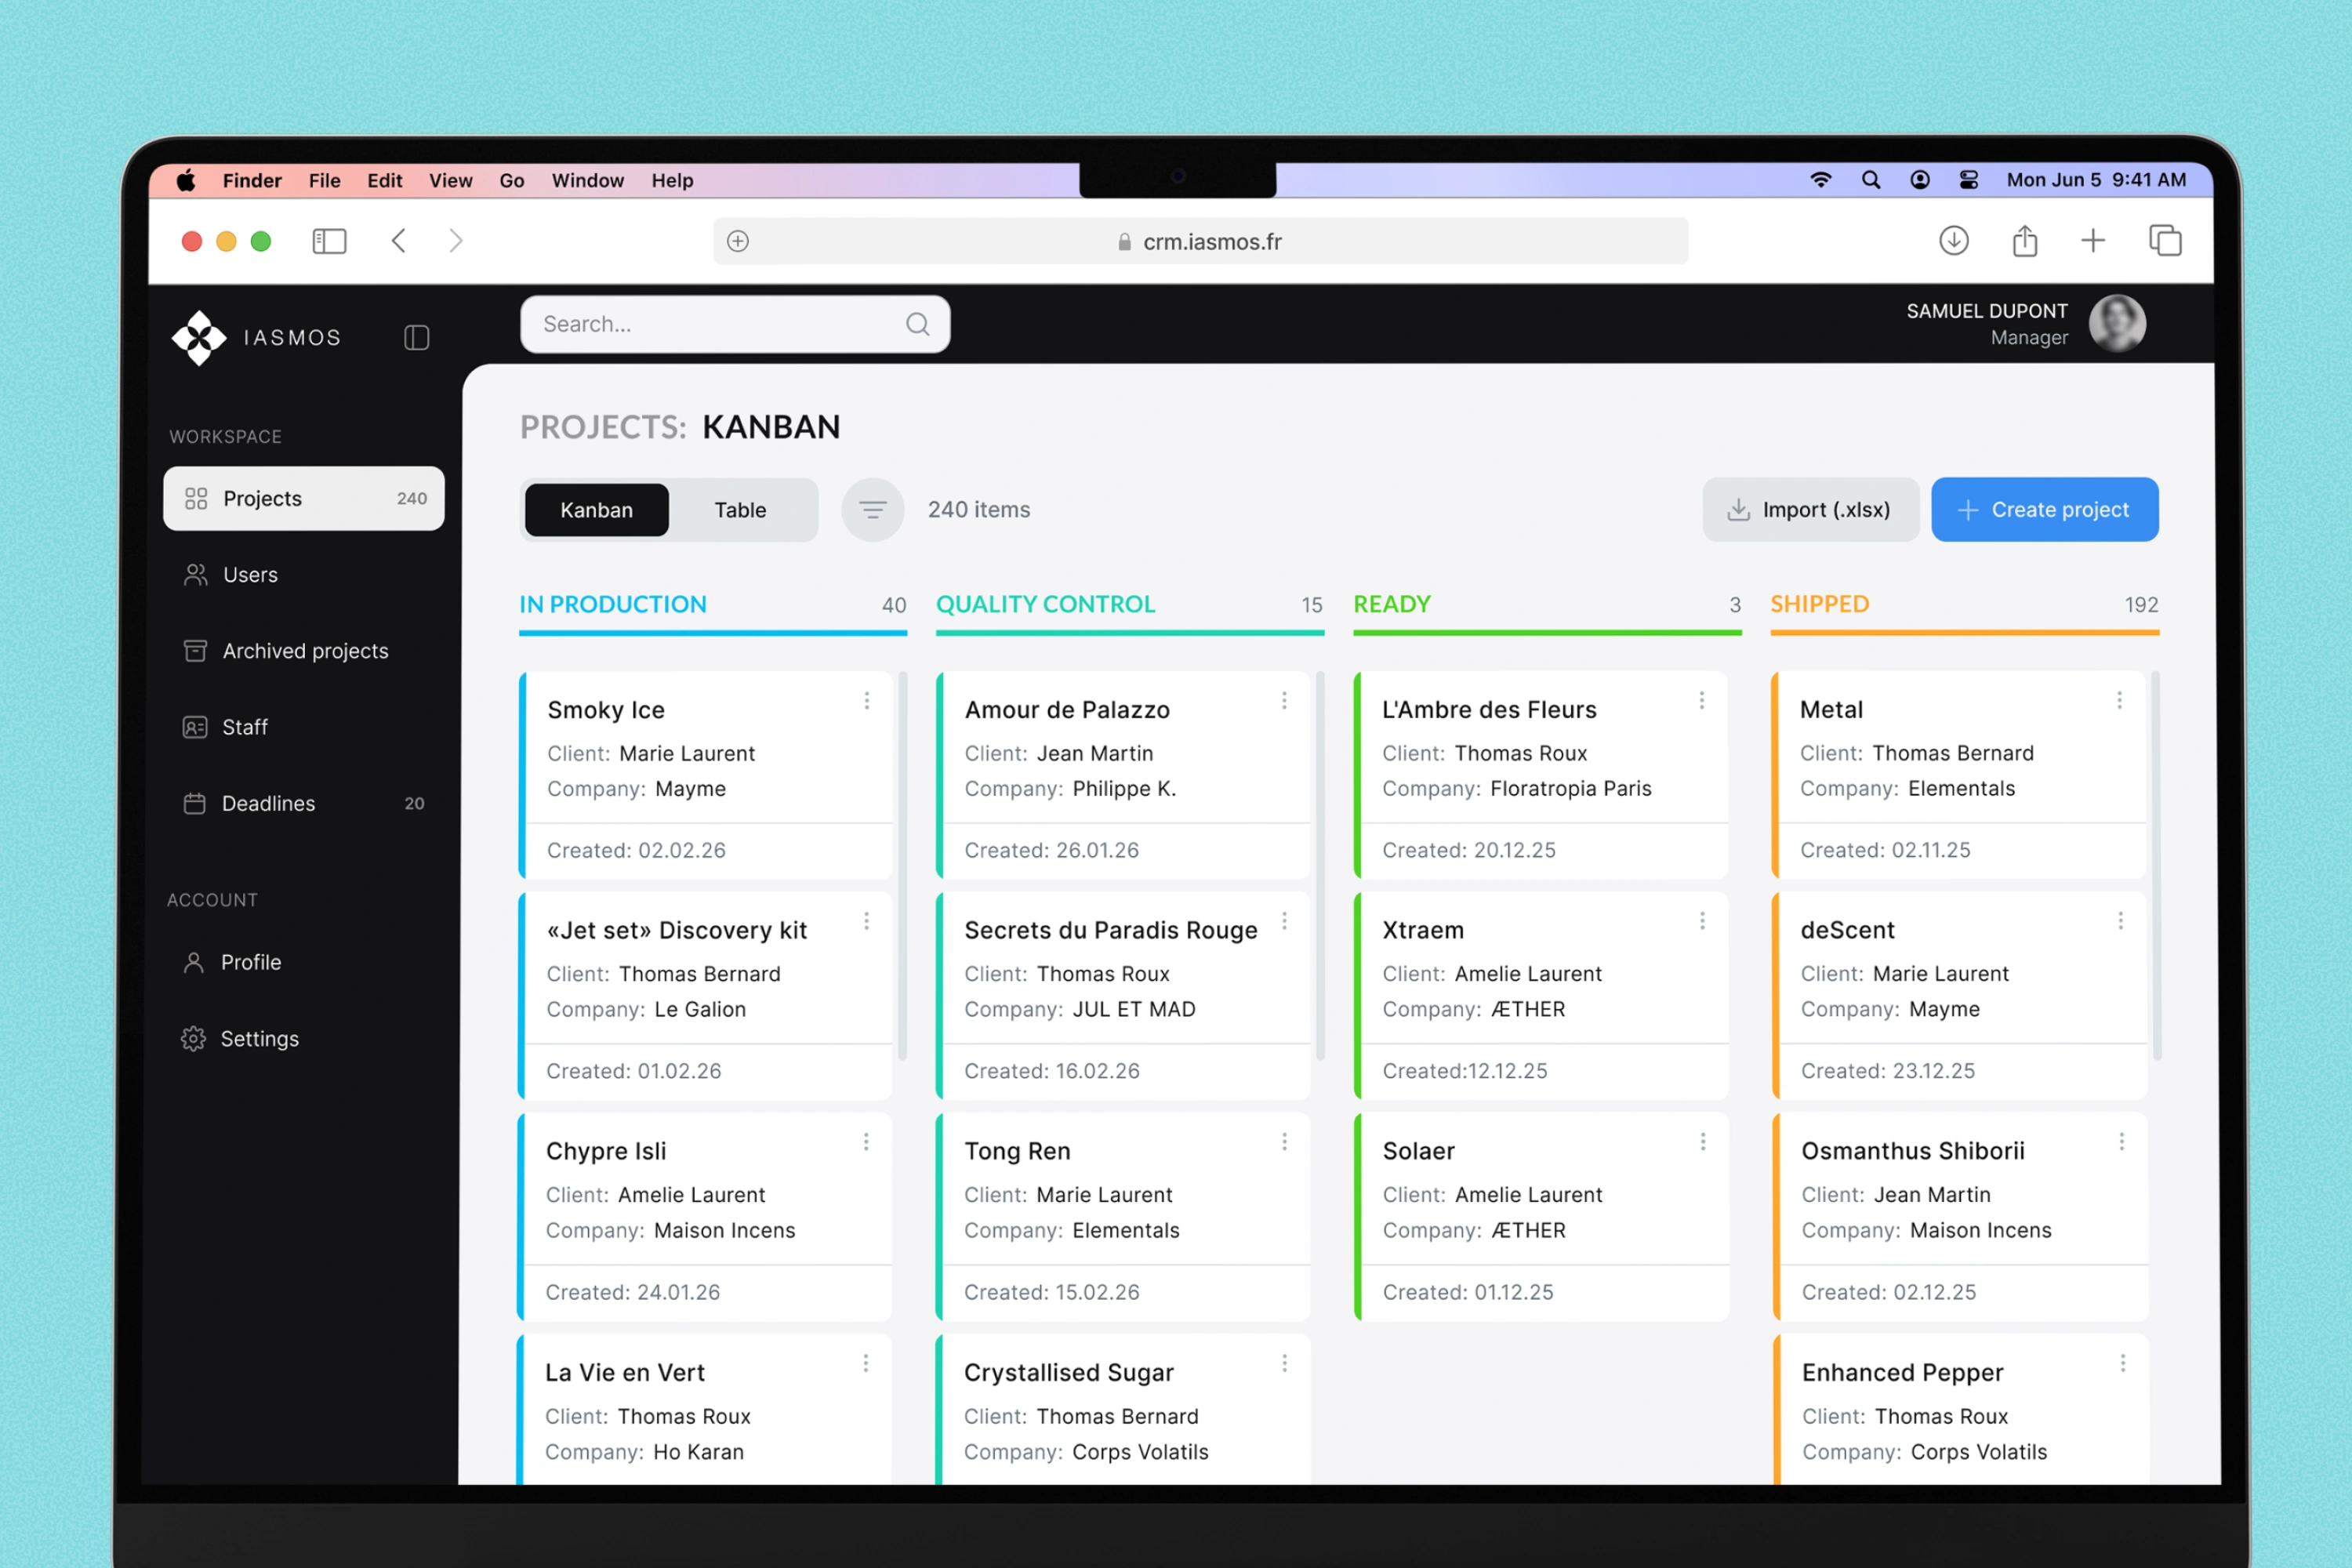 Finder File Edit View Go Window Help
Mon Jun 5 9:41 AM
crm.iasmos.fr
IASMOS
Search...
SAMUEL DUPONT
Manager
WORKSPACE
Projects 240
Users
Archived projects
Staff
Deadlines 20
ACCOUNT
Profile
Settings
PROJECTS: KANBAN
Kanban Table 240 items
Import (.xlsx) Create project
IN PRODUCTION 40
Smoky Ice
Client: Marie Laurent
Company: Mayme
Created: 02.02.26
«Jet set» Discovery kit
Client: Thomas Bernard
Company: Le Galion
Created: 01.02.26
Chypre Isli
Client: Amelie Laurent
Company: Maison Incens
Created: 24.01.26
La Vie en Vert
Client: Thomas Roux
Company: Ho Karan
QUALITY CONTROL 15
Amour de Palazzo
Client: Jean Martin
Company: Philippe K.
Created: 26.01.26
Secrets du Paradis Rouge
Client: Thomas Roux
Company: JUL ET MAD
Created: 16.02.26
Tong Ren
Client: Marie Laurent
Company: Elementals
Created: 15.02.26
Crystallised Sugar
Client: Thomas Bernard
Company: Corps Volatils
READY 3
L'Ambre des Fleurs
Client: Thomas Roux
Company: Floratropia Paris
Created: 20.12.25
Xtraem
Client: Amelie Laurent
Company: ÆTHER
Created:12.12.25
Solaer
Client: Amelie Laurent
Company: ÆTHER
Created: 01.12.25
SHIPPED 192
Metal
Client: Thomas Bernard
Company: Elementals
Created: 02.11.25
deScent
Client: Marie Laurent
Company: Mayme
Created: 23.12.25
Osmanthus Shiborii
Client: Jean Martin
Company: Maison Incens
Created: 02.12.25
Enhanced Pepper
Client: Thomas Roux
Company: Corps Volatils